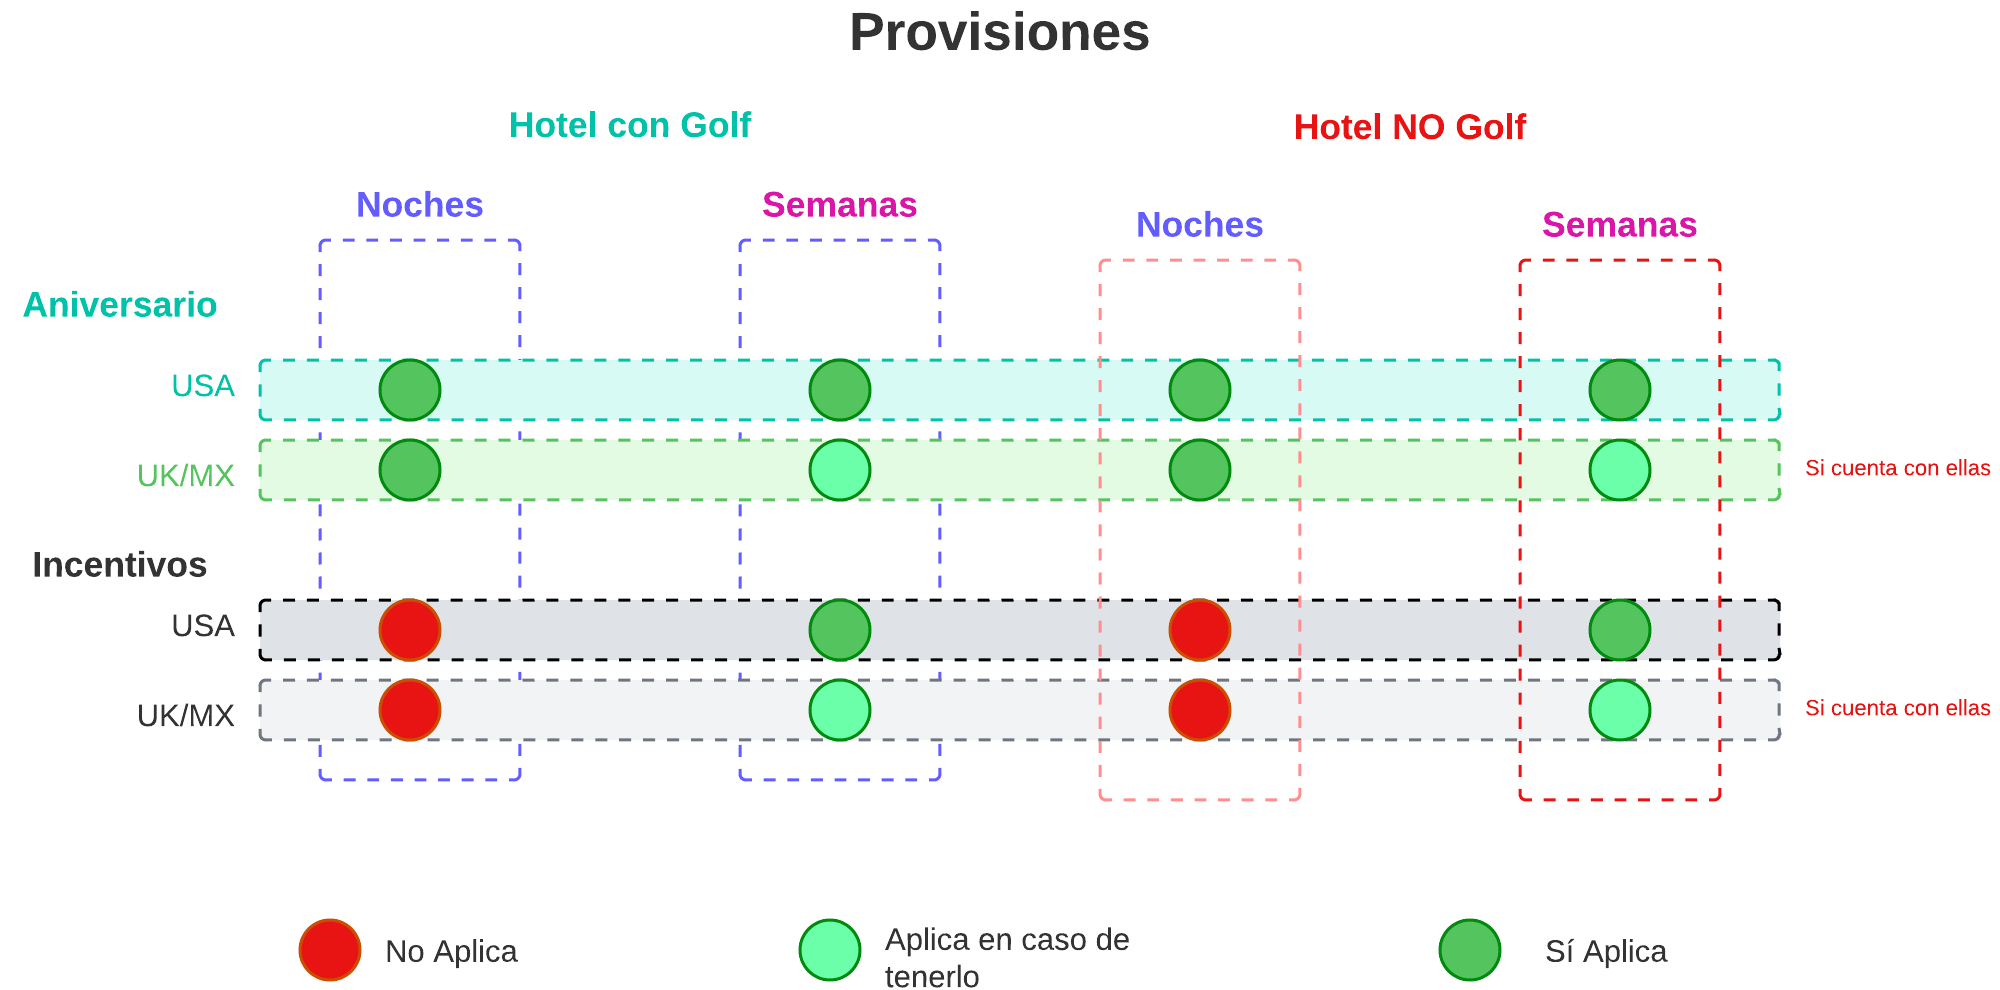 Provisiones
Hotel con Golf
Hotel NO Golf
Noches
Semanas
Noches
Semanas
Aniversario
USA
UK/MX
Si cuenta con ellas
Incentivos
USA
UK/MX
Si cuenta con ellas
No Aplica
Aplica en caso de
tenerlo
Sí Aplica